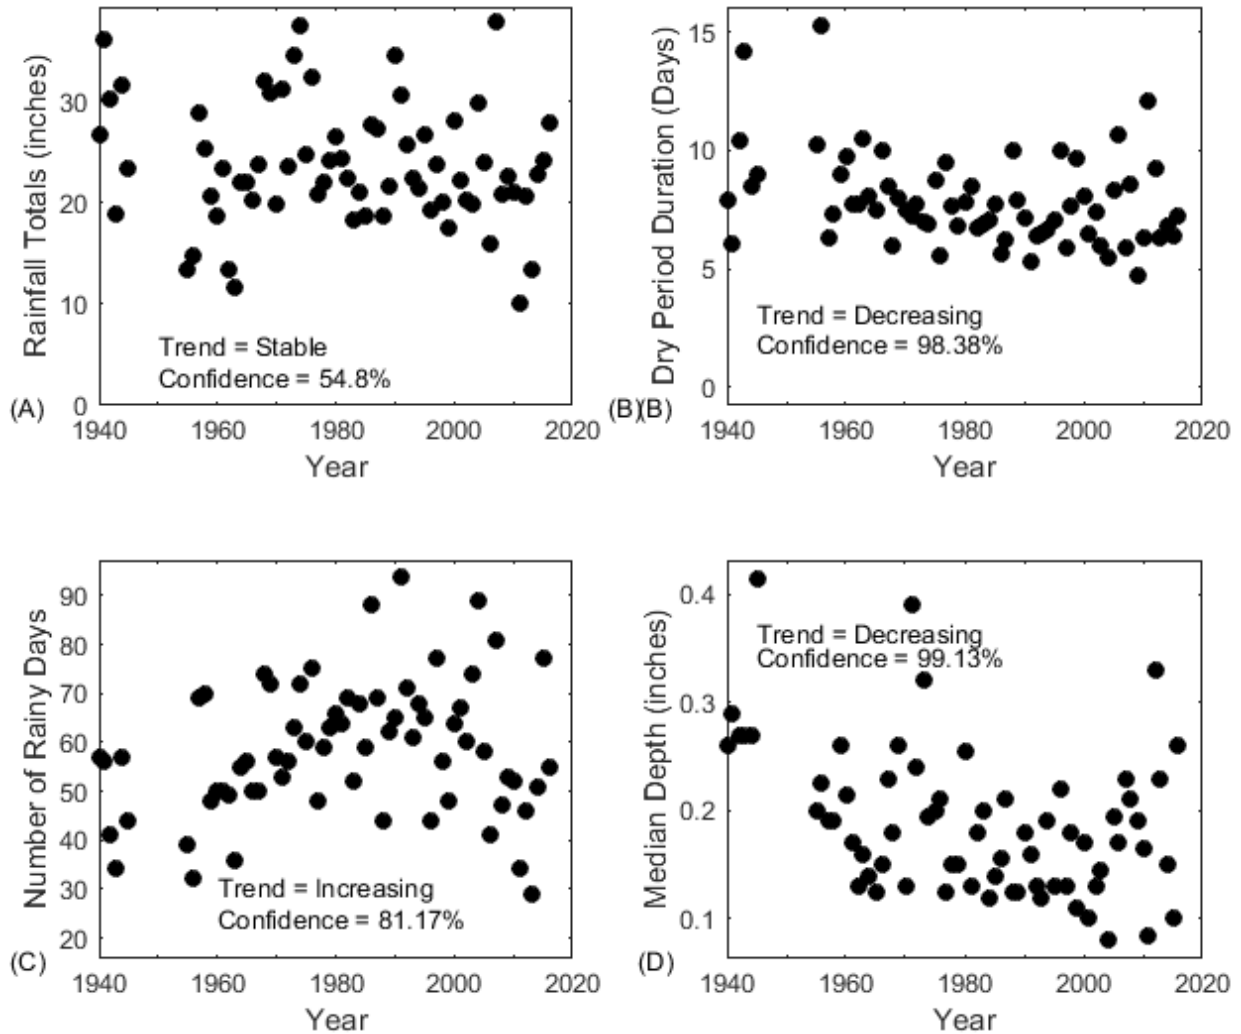 Rainfall Totals (inches)
30
20
10
0
Trend = Stable
Confidence = 54.8%
(A)
1940
1960
1980
2000
2020
Year
Dry Period Duration (Days)
15
10
5
0
Trend = Decreasing
Confidence = 98.38%
(B)(B)
1940
1960
1980
2000
2020
Year
Number of Rainy Days
90
80
70
60
50
40
30
20
Trend = Increasing
Confidence = 81.17%
(C)
1940
1960
1980
2000
2020
Year
Median Depth (inches)
0.4
0.3
0.2
0.1
Trend = Decreasing
Confidence = 99.13%
(D)
1940
1960
1980
2000
2020
Year